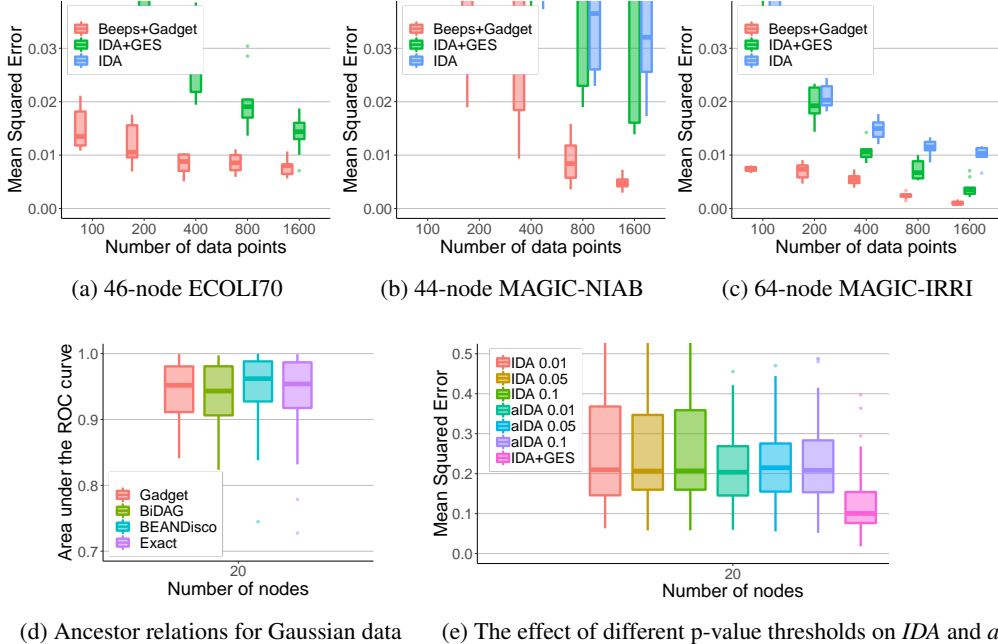 Mean Squared Error
0.03
0.02
0.01
0.00
Beeps+Gadget
IDA+GES
IDA
100 200 400 800 1600
Number of data points
(a) 46-node ECOLI70
Mean Squared Error
0.03
0.02
0.01
0.00
Beeps+Gadget
IDA+GES
IDA
100 200 400 800 1600
Number of data points
(b) 44-node MAGIC-NIAB
Mean Squared Error
0.03
0.02
0.01
0.00
Beeps+Gadget
IDA+GES
IDA
100 200 400 800 1600
Number of data points
(c) 64-node MAGIC-IRRI
Area under the ROC curve
1.0
0.9
0.8
0.7
Gadget
BiDAG
BEANDisco
Exact
20
Number of nodes
(d) Ancestor relations for Gaussian data
Mean Squared Error
0.5
0.4
0.3
0.2
0.1
0.0
IDA 0.01
IDA 0.05
IDA 0.1
aIDA 0.01
aIDA 0.05
aIDA 0.1
IDA+GES
20
Number of nodes
(e) The effect of different p-value thresholds on IDA and a